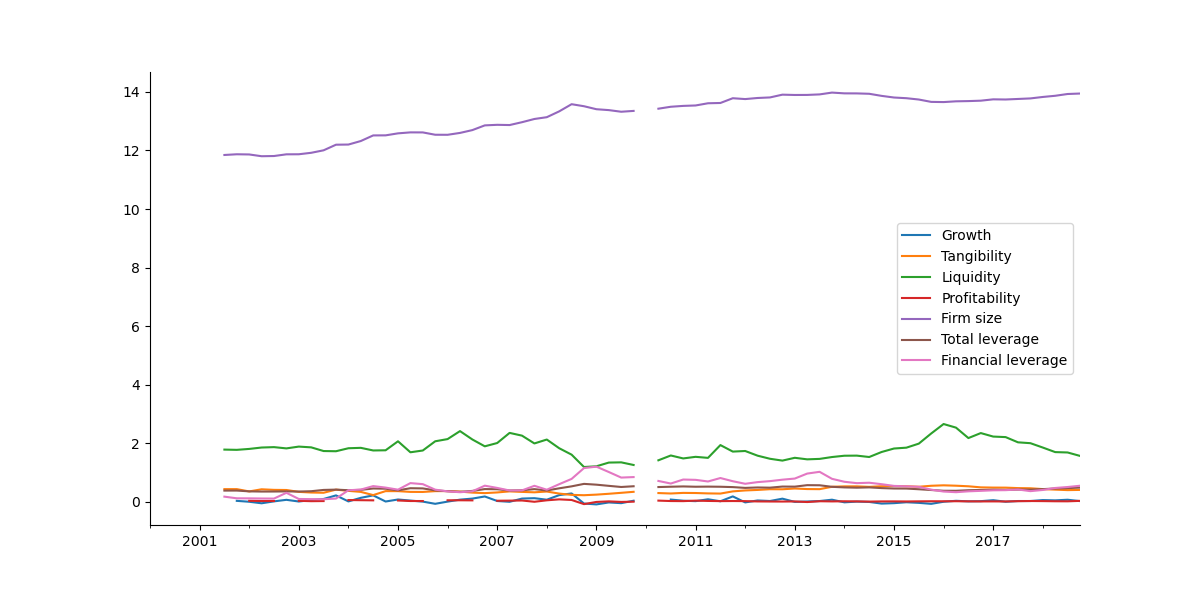 14
12
10
8
6
4
2
0
2001 2003 2005 2007 2009 2011 2013 2015 2017
Growth
Tangibility
Liquidity
Profitability
Firm size
Total leverage
Financial leverage